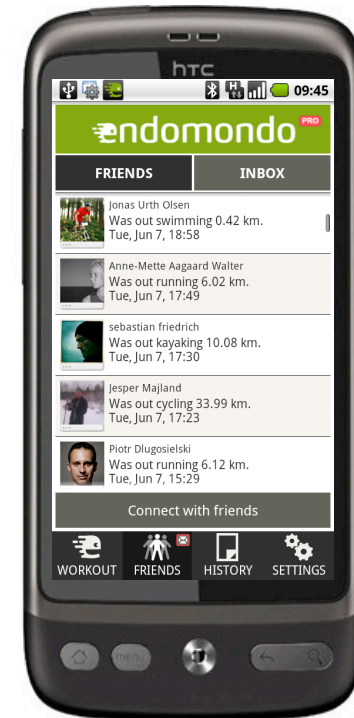 htc
09:45
endomondo PRO
FRIENDS INBOX
Jonas Urth Olsen
Was out swimming 0.42 km.
Tue, Jun 7, 18:58
Anne-Mette Aagaard Walter
Was out running 6.02 km.
Tue, Jun 7, 17:49
sebastian friedrich
Was out kayaking 10.08 km.
Tue, Jun 7, 17:30
Jesper Majland
Was out cycling 33.99 km.
Tue, Jun 7, 17:23
Piotr Dlugosielski
Was out running 6.12 km.
Tue, Jun 7, 15:29
Connect with friends
WORKOUT FRIENDS HISTORY SETTINGS
menu